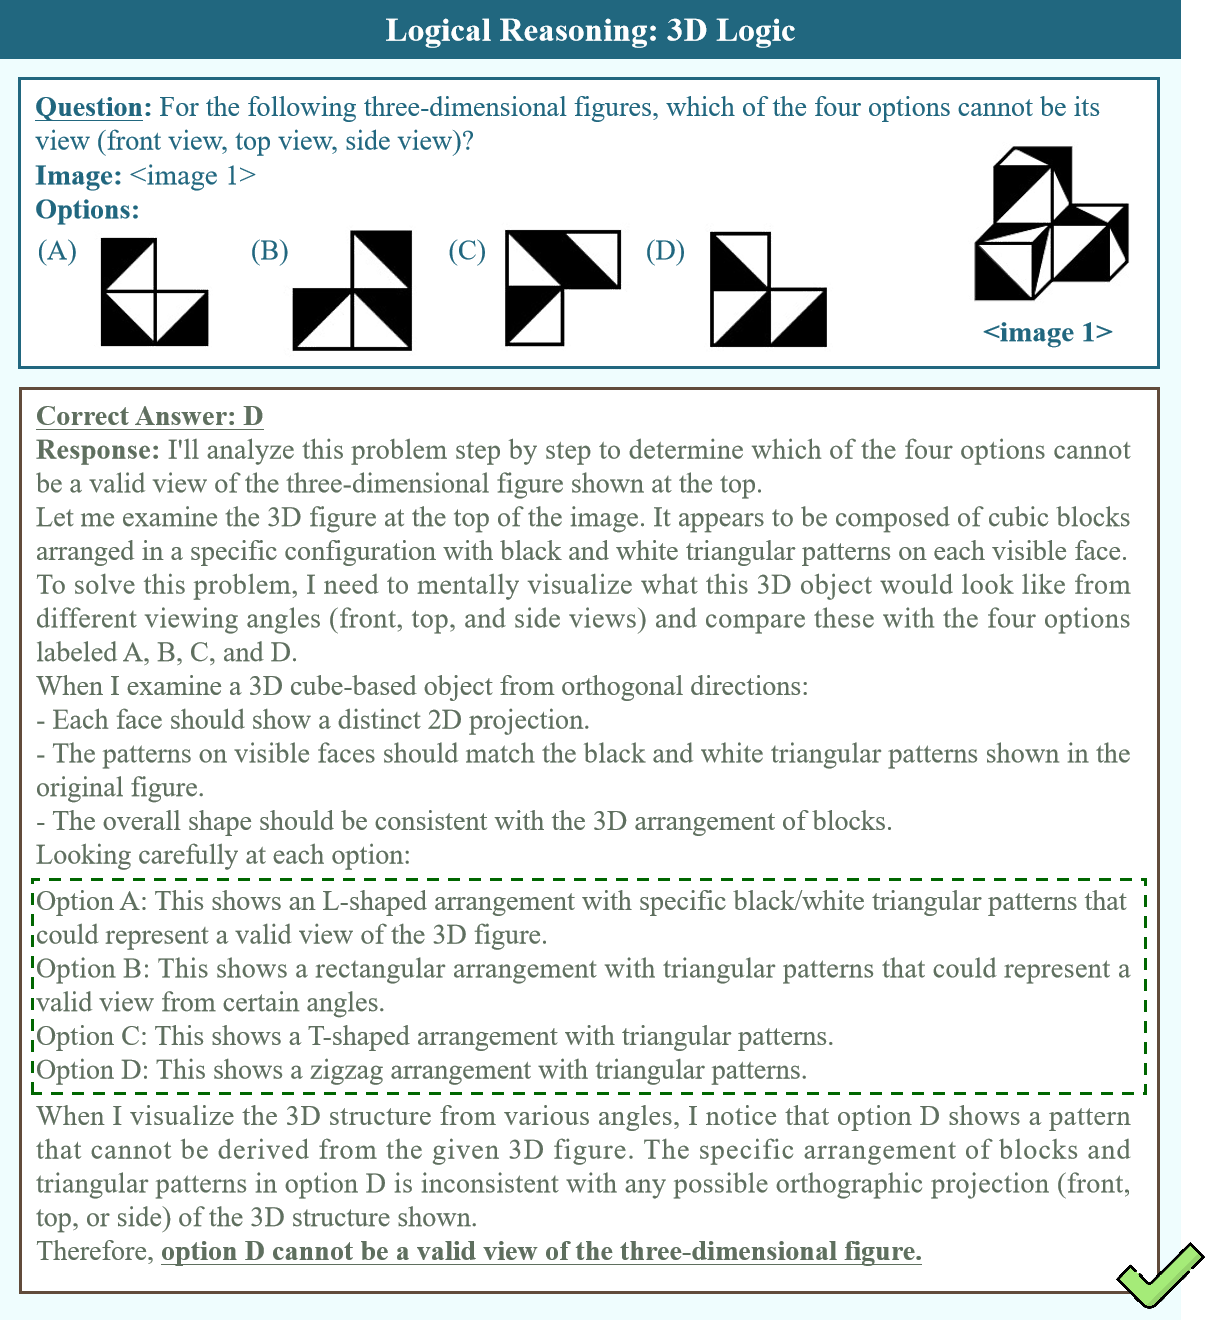 Logical Reasoning: 3D Logic
Question: For the following three-dimensional figures, which of the four options cannot be its
view (front view, top view, side view)?
Image: <image 1>
Options:
(A) (B) (C) (D)
<image 1>
Correct Answer: D
Response: I'll analyze this problem step by step to determine which of the four options cannot
be a valid view of the three-dimensional figure shown at the top.
Let me examine the 3D figure at the top of the image. It appears to be composed of cubic blocks
arranged in a specific configuration with black and white triangular patterns on each visible face.
To solve this problem, I need to mentally visualize what this 3D object would look like from
different viewing angles (front, top, and side views) and compare these with the four options
labeled A, B, C, and D.
When I examine a 3D cube-based object from orthogonal directions:
- Each face should show a distinct 2D projection.
- The patterns on visible faces should match the black and white triangular patterns shown in the
original figure.
- The overall shape should be consistent with the 3D arrangement of blocks.
Looking carefully at each option:
Option A: This shows an L-shaped arrangement with specific black/white triangular patterns that
could represent a valid view of the 3D figure.
Option B: This shows a rectangular arrangement with triangular patterns that could represent a
valid view from certain angles.
Option C: This shows a T-shaped arrangement with triangular patterns.
Option D: This shows a zigzag arrangement with triangular patterns.
When I visualize the 3D structure from various angles, I notice that option D shows a pattern
that cannot be derived from the given 3D figure. The specific arrangement of blocks and
triangular patterns in option D is inconsistent with any possible orthographic projection (front,
top, or side) of the 3D structure shown.
Therefore, option D cannot be a valid view of the three-dimensional figure.